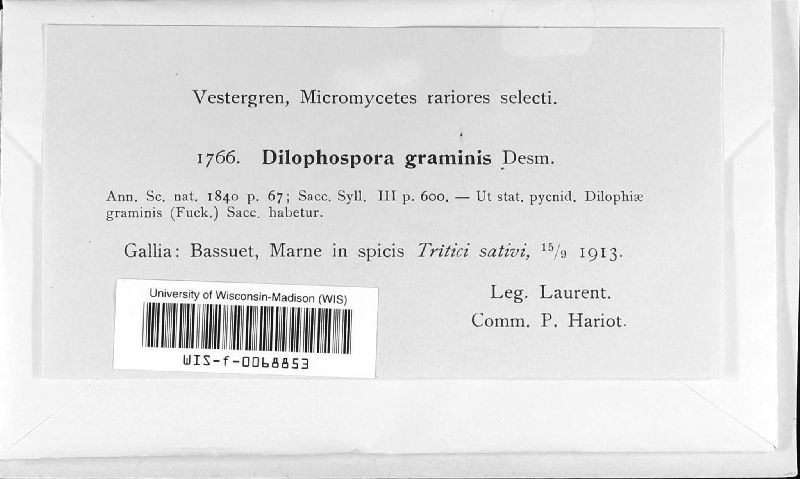 Vestergren, Micromycetes rariores selecti.
1766. Dilophospora graminis Desm.
Ann. Sc. nat. 1840 p. 67; Sacc. Syll. III p. 600. — Ut stat. pycnid. Dilophiæ
graminis (Fuck.) Sacc. habetur.
Gallia: Bassuet, Marne in spicis Tritici sativi, 15/9 1913.
Leg. Laurent.
Comm. P. Hariot.
University of Wisconsin-Madison (WIS)
WIS-f-0068853